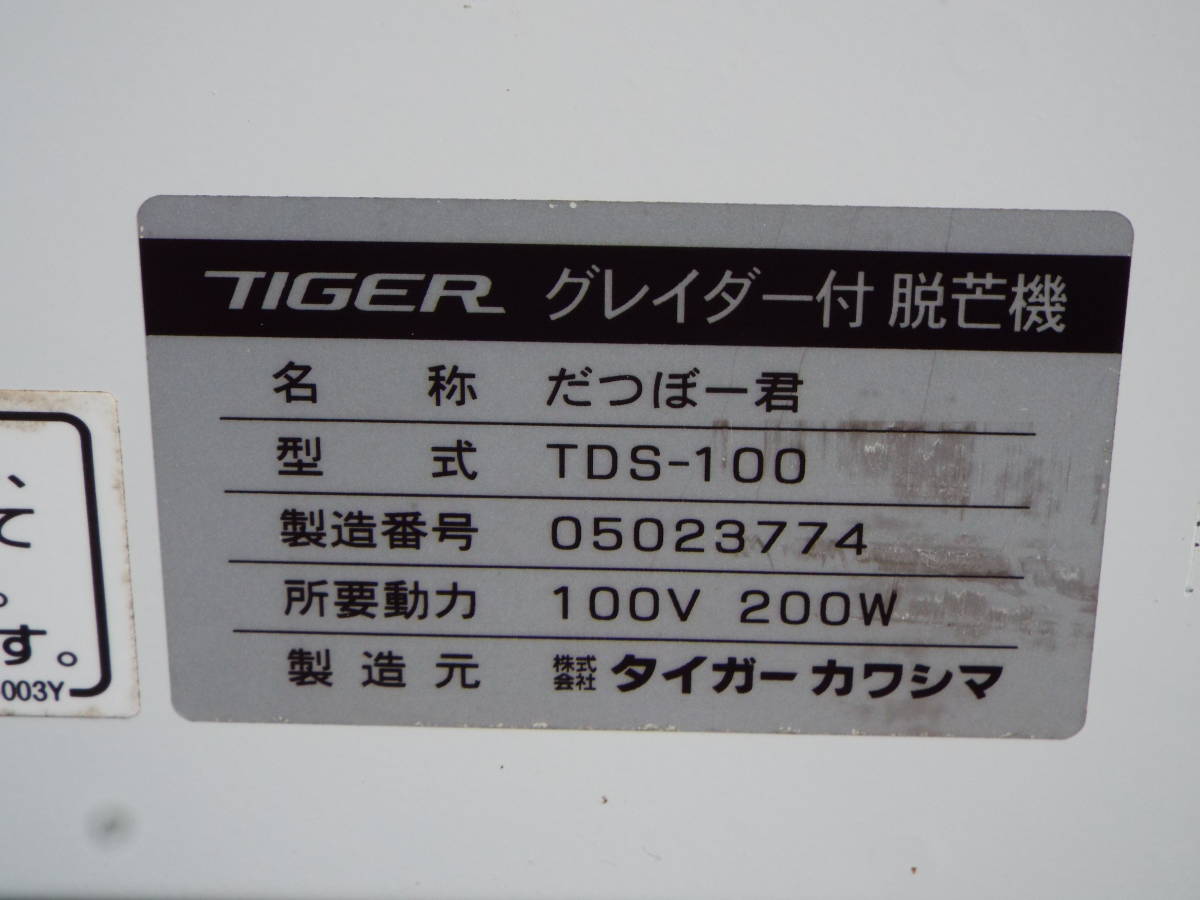 TIGER グレイダー付 脱芒機
名称 だつぼー君
型式 TDS-100
製造番号 05023774
所要動力 100V 200W
製造元 株式会社 タイガーカワシマ
、
て
。
す。
003Y